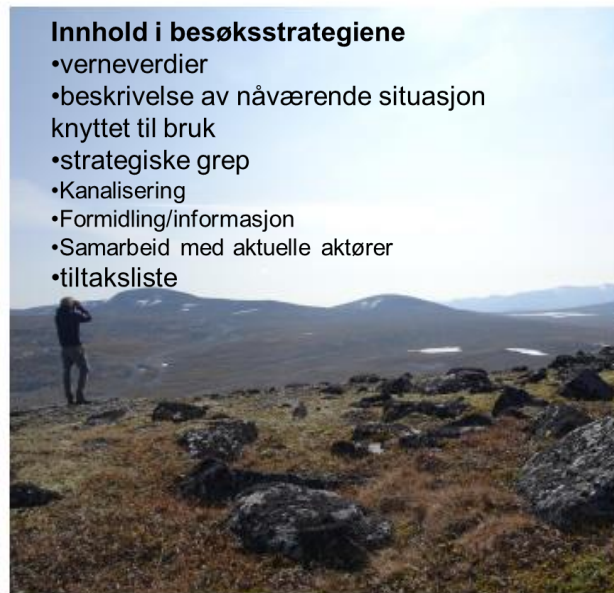 Innhold i besøksstrategiene
•verneverdier
•beskrivelse av nåværende situasjon
knyttet til bruk
•strategiske grep
•Kanalisering
•Formidling/informasjon
•Samarbeid med aktuelle aktører
•tiltaksliste